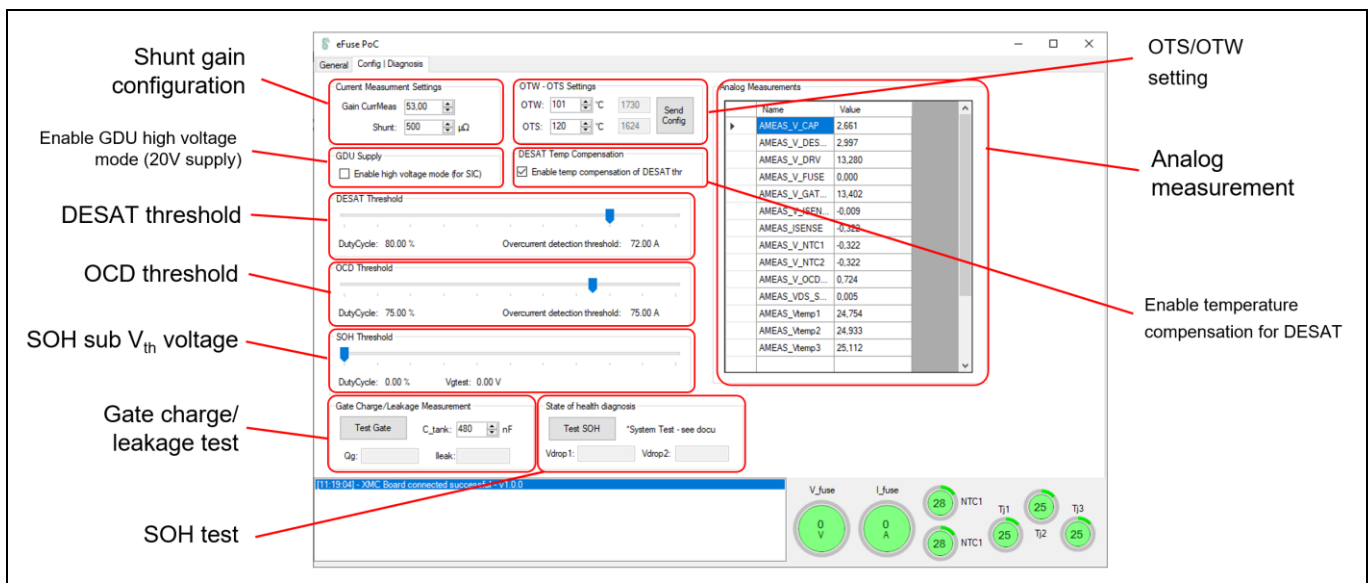 Shunt gain
configuration
Enable GDU high voltage
mode (20V supply)
DESAT threshold
OCD threshold
SOH sub Vth voltage
Gate charge/
leakage test
SOH test
eFuse PoC
General Config | Diagnosis
Current Measurment Settings
Gain CurrMeas 53,00
Shunt: 500 µΩ
OTW - OTS Settings
OTW: 101 °C 1730
OTS: 120 °C 1624
Send
Config
GDU Supply
Enable high voltage mode (for SIC)
DESAT Temp Compensation
Enable temp compensation of DESAT thr
DESAT Threshold
DutyCycle: 80.00 % Overcurrent detection threshold: 72.00 A
OCD Threshold
DutyCycle: 75.00 % Overcurrent detection threshold: 75.00 A
SOH Threshold
DutyCycle: 0.00 % Vgtest: 0.00 V
Gate Charge/Leakage Measurement
Test Gate C_tank: 480 nF
Qg: Ileak:
State of health diagnosis
Test SOH *System Test - see docu
Vdrop1: Vdrop2:
Analog Measurements
Name Value
AMEAS_V_CAP 2,661
AMEAS_V_DES... 2,997
AMEAS_V_DRV 13,280
AMEAS_V_FUSE 0,000
AMEAS_V_GAT... 13,402
AMEAS_V_ISEN... -0,009
AMEAS_ISENSE -0,322
AMEAS_V_NTC1 -0,322
AMEAS_V_NTC2 -0,322
AMEAS_V_OCD... 0,724
AMEAS_VDS_S... 0,005
AMEAS_Vtemp1 24,754
AMEAS_Vtemp2 24,933
AMEAS_Vtemp3 25,112
[11:19:04] - XMC Board connected successful - V1.0.0
V_fuse
0
V
I_fuse
0
A
28 NTC1
28 NTC1
Tj1
25
25
Tj2
Tj3
25
OTS/OTW
setting
Analog
measurement
Enable temperature
compensation for DESAT